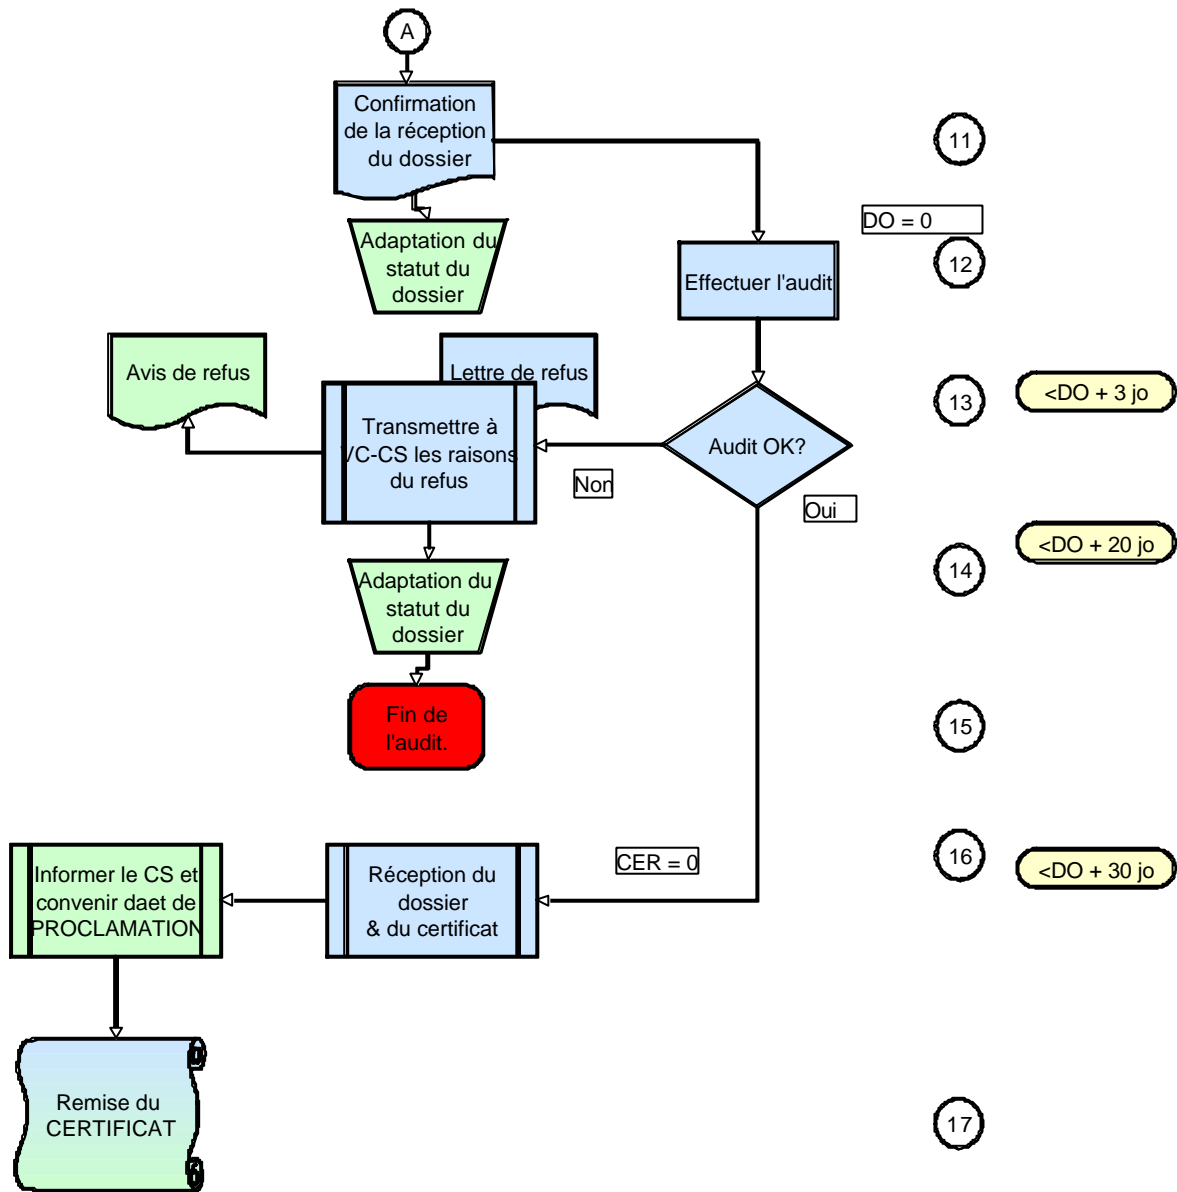 A
Confirmation
de la réception
du dossier
11
DO = 0
Adaptation du
statut du
dossier
Effectuer l'audit
12
Avis de refus
Lettre de refus
13
<DO + 3 jo
Transmettre à
VC-CS les raisons
du refus
Audit OK?
Non
Oui
<DO + 20 jo
14
Adaptation du
statut du
dossier
Fin de
l'audit.
15
16
CER = 0
<DO + 30 jo
Informer le CS et
convenir daet de
PROCLAMATION
Réception du
dossier
& du certificat
Remise du
CERTIFICAT
17